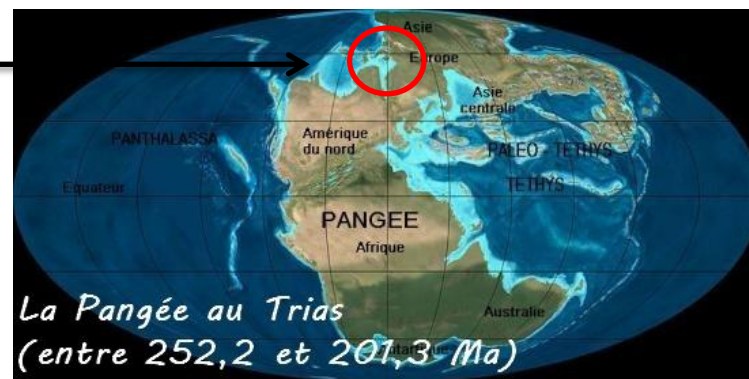 Asie
Europe
Asie
centrale
Amérique
du nord
PANTHALASSA
PALEO - TETHYS
Equateur
TETHYS
PANGEE
Afrique
La Pangée au Trias
Australie
(entre 252,2 et 201,3 Ma)